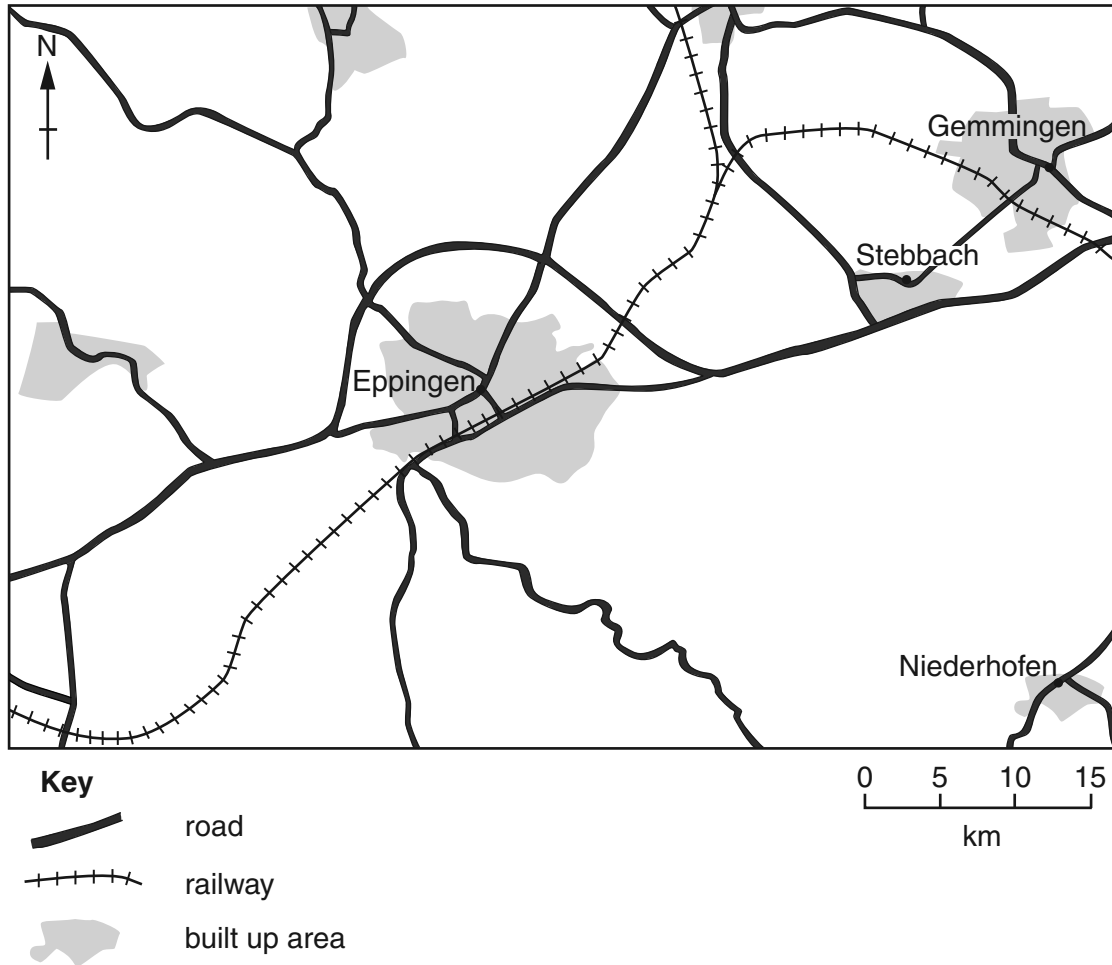 N
Gemmingen
Stebbach
Eppingen
Niederhofen
Key
road
railway
built up area
0 5 10 15
km